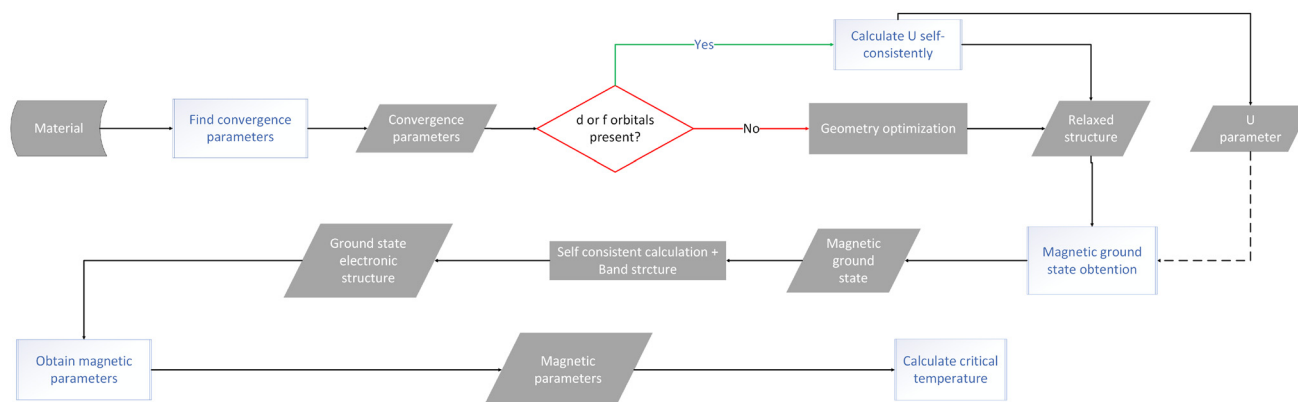 Material
Find convergence
parameters
Convergence
parameters
d or f orbitals
present?
Yes
No
Calculate U self-
consistently
Geometry optimization
Relaxed
structure
U
parameter
Magnetic ground
state obtention
Magnetic
ground
state
Self consistent calculation +
Band strcture
Ground state
electronic
structure
Obtain magnetic
parameters
Magnetic
parameters
Calculate critical
temperature